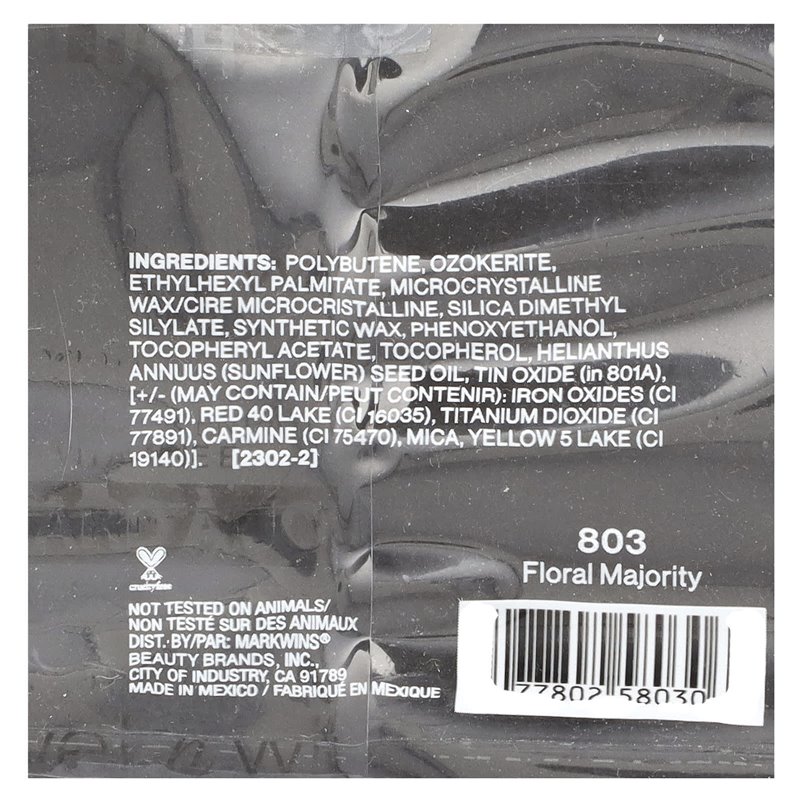 INGREDIENTS: POLYBUTENE, OZOKERITE,
ETHYLHEXYL PALMITATE, MICROCRYSTALLINE
WAX/CIRE MICROCRISTALLINE, SILICA DIMETHYL
SILYLATE, SYNTHETIC WAX, PHENOXYETHANOL,
TOCOPHERYL ACETATE, TOCOPHEROL, HELIANTHUS
ANNUUS (SUNFLOWER) SEED OIL, TIN OXIDE (in 801A),
[+/- (MAY CONTAIN/PEUT CONTENIR): IRON OXIDES (CI
77491), RED 40 LAKE (CI 16035), TITANIUM DIOXIDE (CI
77891), CARMINE (CI 75470), MICA, YELLOW 5 LAKE (CI
19140)]. [2302-2]
803
Floral Majority
crueltyfree
NOT TESTED ON ANIMALS/
NON TESTÉ SUR DES ANIMAUX
DIST. BY/PAR: MARKWINS®
BEAUTY BRANDS, INC.,
CITY OF INDUSTRY, CA 91789
MADE IN MEXICO / FABRIQUÉ EN MEXIQUE
77802 58030